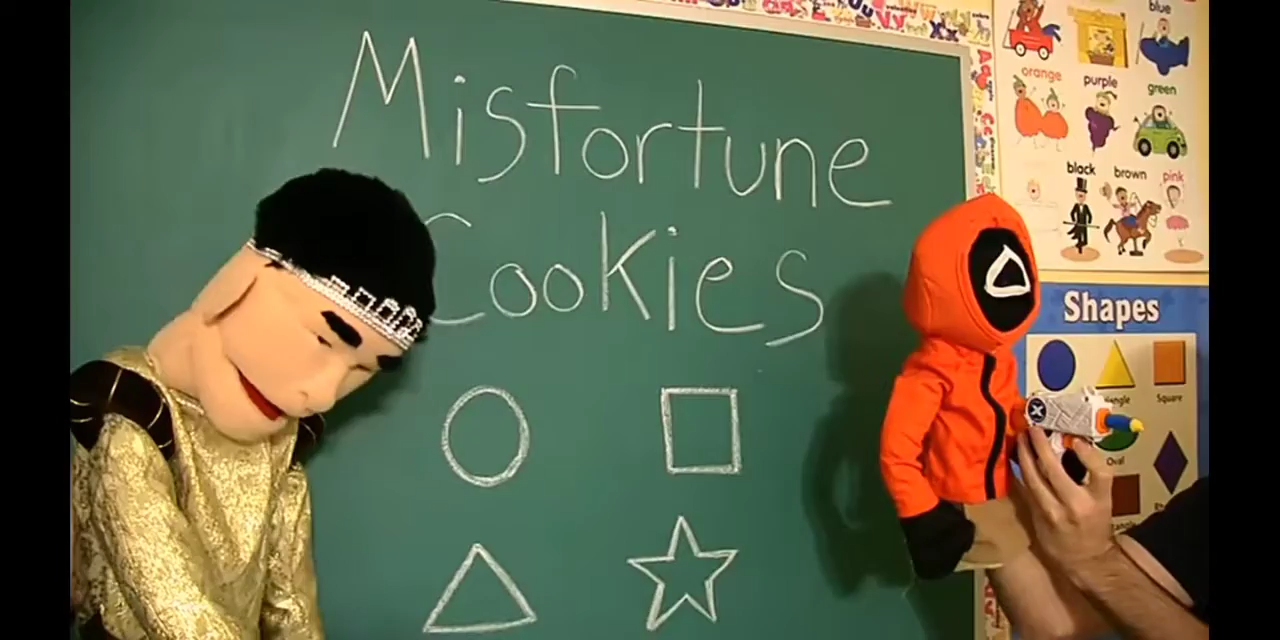 Misfortune
Cookies
blue
orange
purple
green
black
brown
pink
Shapes
Square
Oval